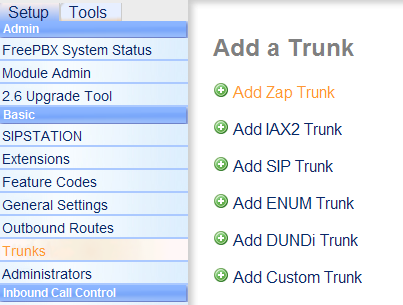 Setup
Tools
Admin
FreePBX System Status
Module Admin
2.6 Upgrade Tool
Basic
SIPSTATION
Extensions
Feature Codes
General Settings
Outbound Routes
Trunks
Administrators
Inbound Call Control
Add a Trunk
Add Zap Trunk
Add IAX2 Trunk
Add SIP Trunk
Add ENUM Trunk
Add DUNDi Trunk
Add Custom Trunk